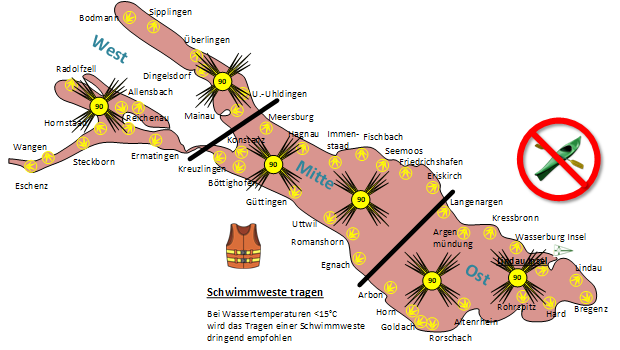 Bodmann
Sipplingen
West
Überlingen
Radolfzell
Dingelsdorf
90
Allensbach
U.-Uhldingen
90
Hornstaad
Reichenau
Mainau
Meersburg
Hagnau
Immen-
staad
Fischbach
Seemoos
Friedrichshafen
Eriskirch
Wangen
Steckborn
Ermatingen
Konstanz
Kreuzlingen
90
Mitte
Eschenz
Böttighofen
Güttingen
90
Langenargen
Kressbronn
Uttwil
Argen
mündung
Wasserburg Insel
Romanshorn
Lindau Insel
Egnach
Ost
Lindau
90
90
Arbon
Rohrspitz
Bregenz
Horn
Altenrhein
Hard
Goldach
Rorschach
Schwimmweste tragen
Bei Wassertemperaturen <15°C
wird das Tragen einer Schwimmweste
dringend empfohlen